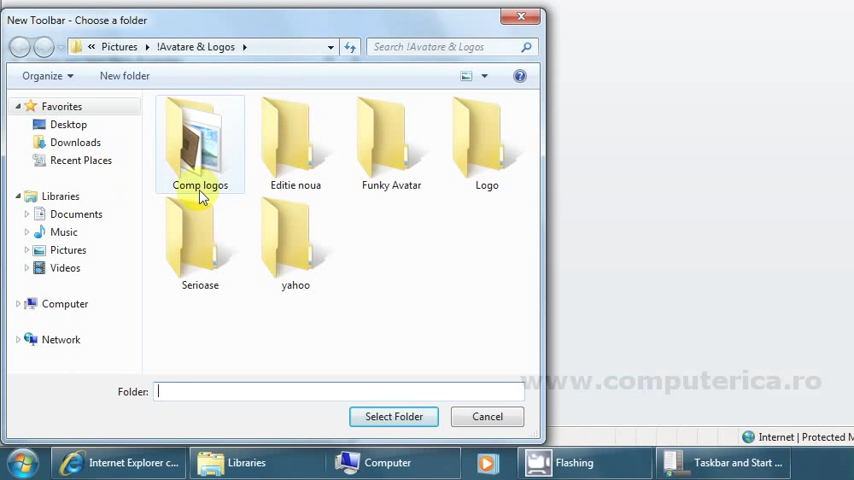 New Toolbar - Choose a folder
Pictures
!Avatare & Logos
Search !Avatare & Logos
Organize
New folder
Favorites
Desktop
Downloads
Recent Places
Libraries
Documents
Music
Pictures
Videos
Computer
Network
Comp logos
Editie noua
Funky Avatar
Logo
Serioase
yahoo
Folder:
Select Folder
Cancel
www.computerica.ro
Internet | Protected M
Internet Explorer c...
Libraries
Computer
Flashing
Taskbar and Start ...